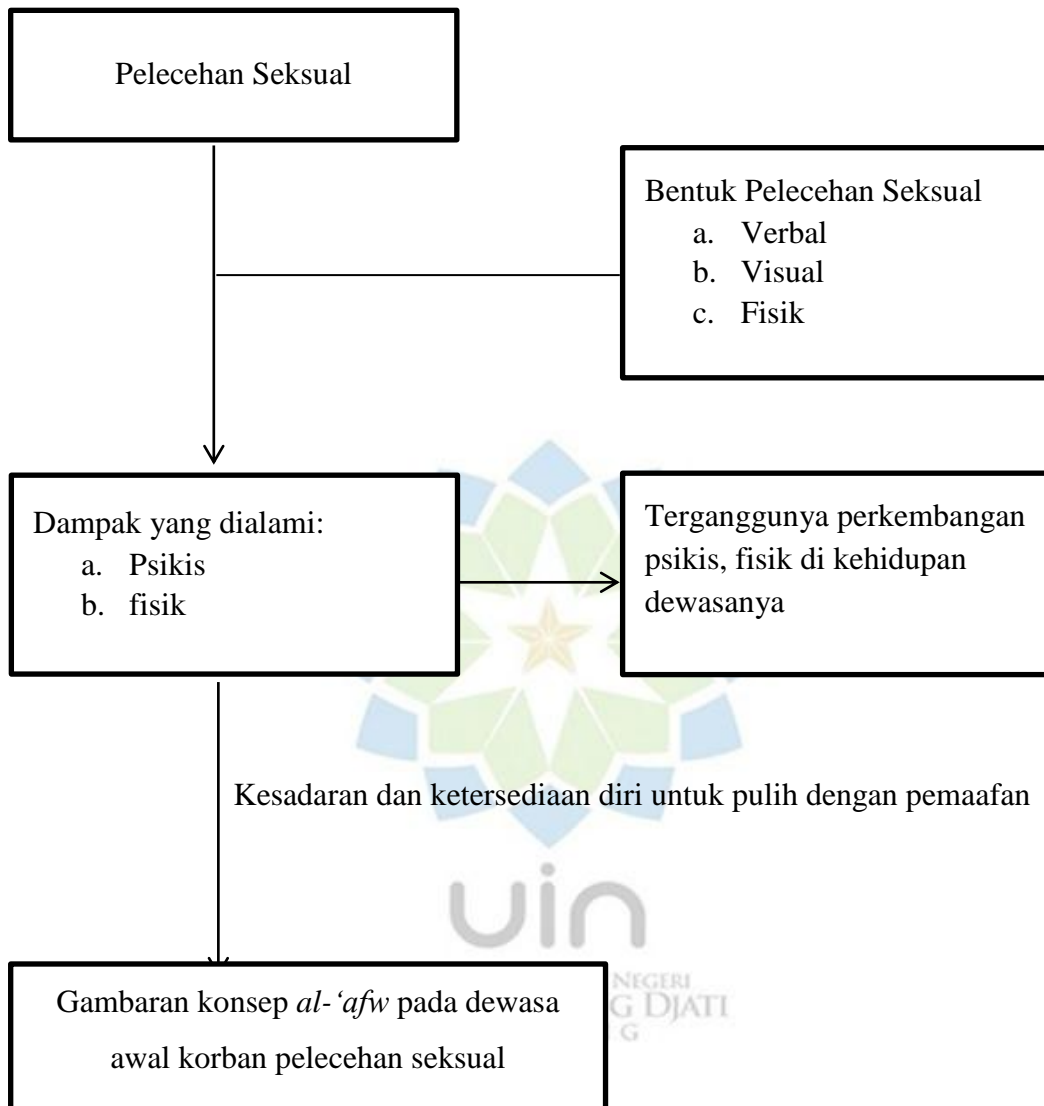 Pelecehan Seksual
Bentuk Pelecehan Seksual
a. Verbal
b. Visual
c. Fisik
Dampak yang dialami:
a. Psikis
b. fisik
Terganggunya perkembangan
psikis, fisik di kehidupan
dewasanya
Kesadaran dan ketersediaan diri untuk pulih dengan pemaafan
uin
NEGERI
G DJATI
G
Gambaran konsep al-‘afw pada dewasa
awal korban pelecehan seksual